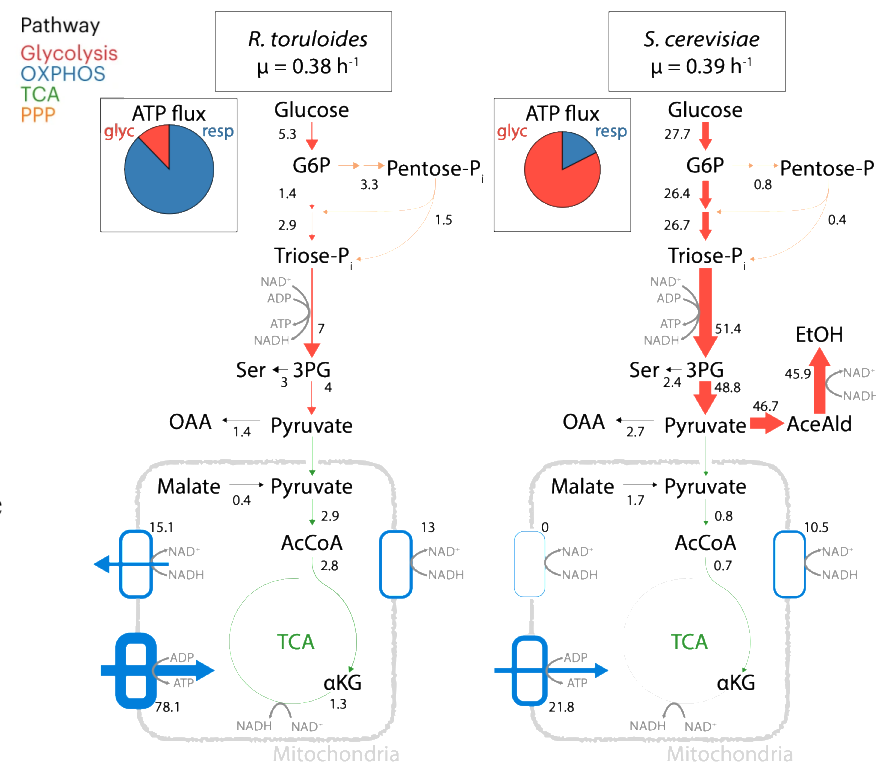 Pathway
Glycolysis
OXPHOS
TCA
PPP
R. toruloides
μ = 0.38 h⁻¹
ATP flux
glyc
resp
Glucose
5.3
G6P
3.3
Pentose-Pᵢ
1.4
2.9
1.5
Triose-Pᵢ
NAD⁺
ADP
ATP
NADH
7
Ser
3
3PG
4
OAA
1.4
Pyruvate
Malate
0.4
Pyruvate
2.9
15.1
NAD⁺
NADH
AcCoA
2.8
13
NAD⁺
NADH
TCA
ADP
ATP
78.1
αKG
1.3
NADH
NAD⁺
Mitochondria
S. cerevisiae
μ = 0.39 h⁻¹
ATP flux
glyc
resp
Glucose
27.7
G6P
0.8
Pentose-P
26.4
26.7
0.4
Triose-Pᵢ
NAD⁺
ADP
ATP
NADH
51.4
EtOH
45.9
NAD⁺
NADH
Ser
2.4
3PG
48.8
46.7
OAA
2.7
Pyruvate
AceAld
Malate
1.7
Pyruvate
0.8
0
NAD⁺
NADH
AcCoA
0.7
10.5
NAD⁺
NADH
TCA
ADP
ATP
21.8
αKG
NADH
NAD⁺
Mitochondria